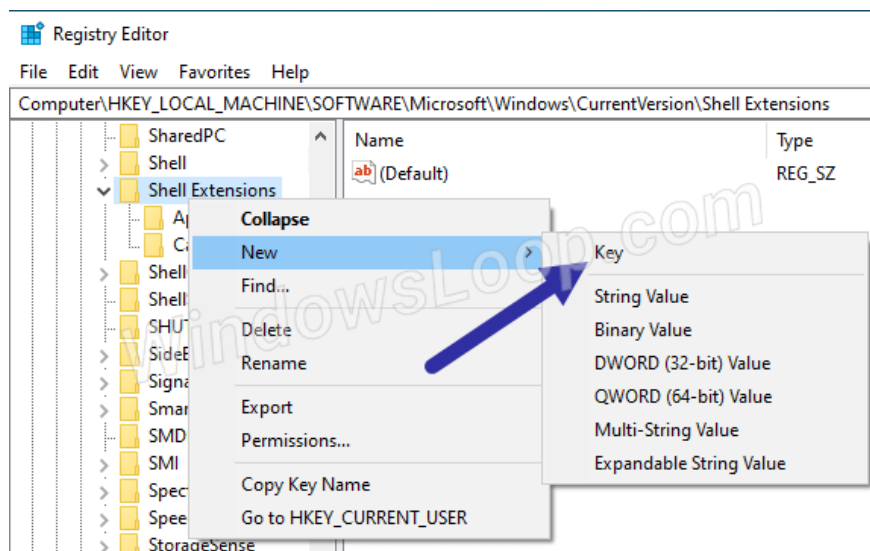 Registry Editor
File Edit View Favorites Help
Computer\HKEY_LOCAL_MACHINE\SOFTWARE\Microsoft\Windows\CurrentVersion\Shell Extensions
SharedPC
Shell
Shell Extensions
Name Type
ab (Default) REG_SZ
Collapse
New
Find...
Delete
Rename
Export
Permissions...
Copy Key Name
Go to HKEY_CURRENT_USER
Key
String Value
Binary Value
DWORD (32-bit) Value
QWORD (64-bit) Value
Multi-String Value
Expandable String Value
SMI
StorageSense
WindowsLoop.com